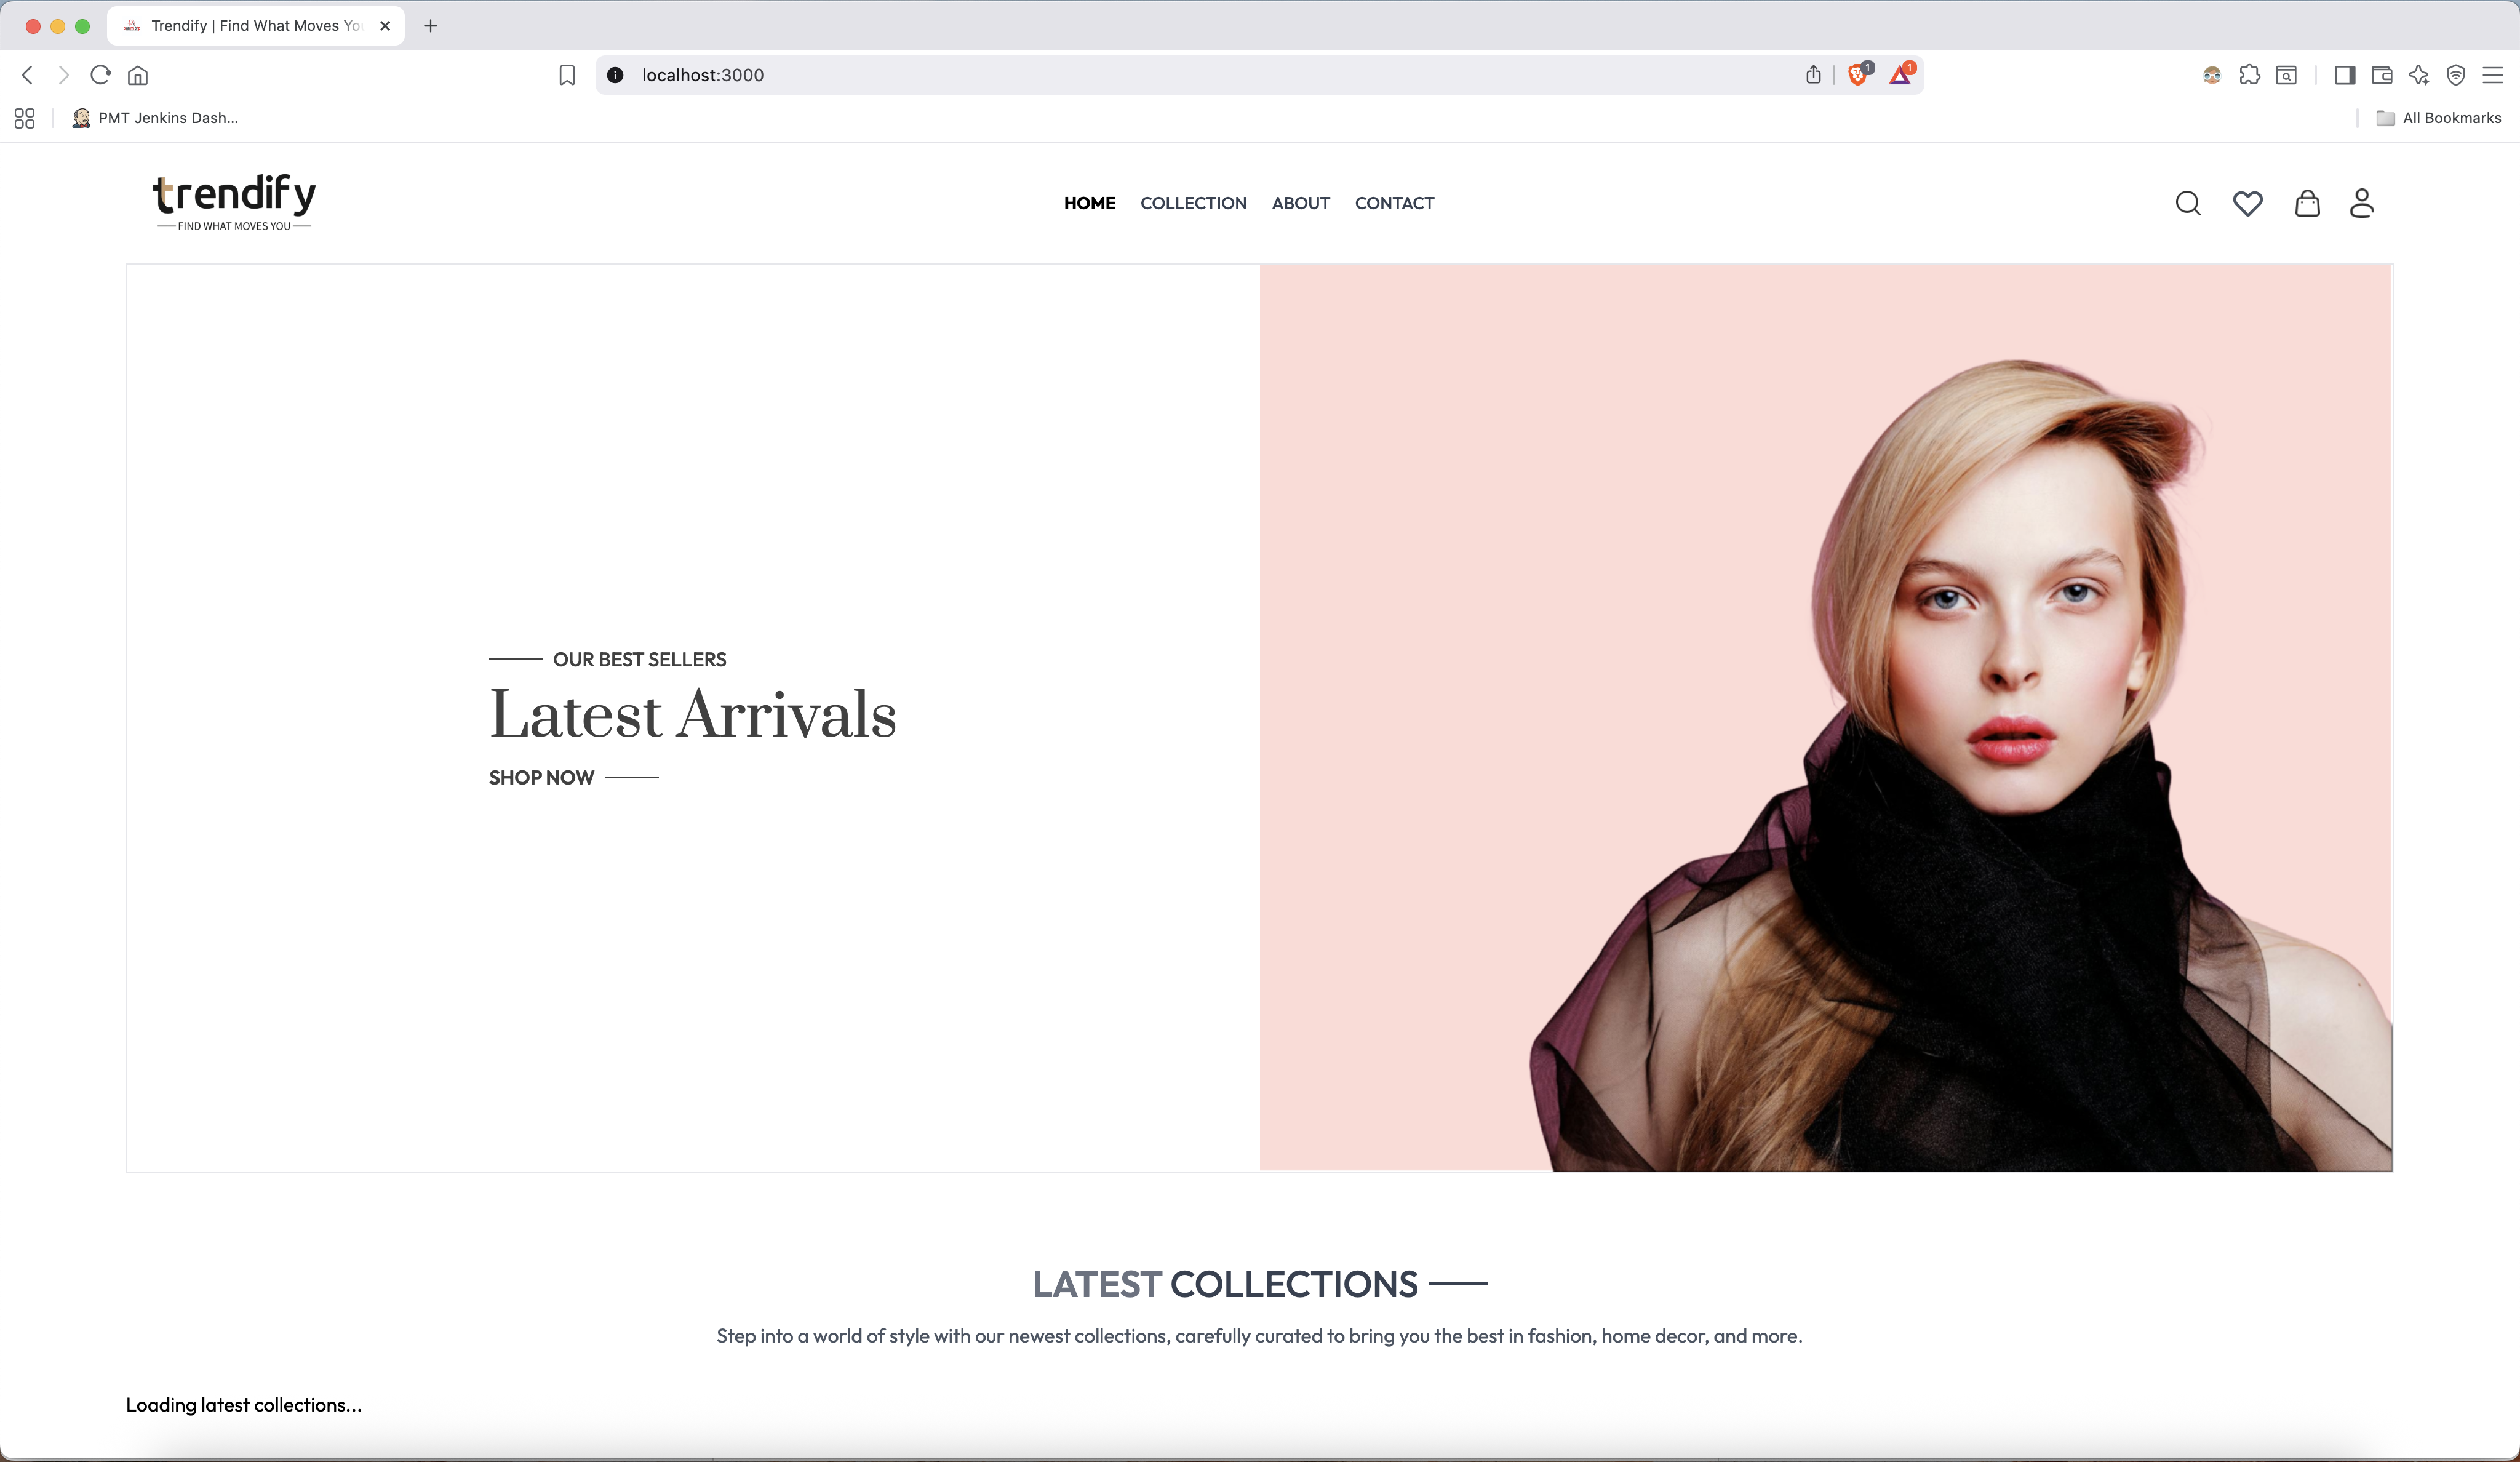 Trendify | Find What Moves Yo
localhost:3000
1
1
PMT Jenkins Dash...
All Bookmarks
trendify
FIND WHAT MOVES YOU
HOME COLLECTION ABOUT CONTACT
OUR BEST SELLERS
Latest Arrivals
SHOP NOW
LATEST COLLECTIONS
Step into a world of style with our newest collections, carefully curated to bring you the best in fashion, home decor, and more.
Loading latest collections...